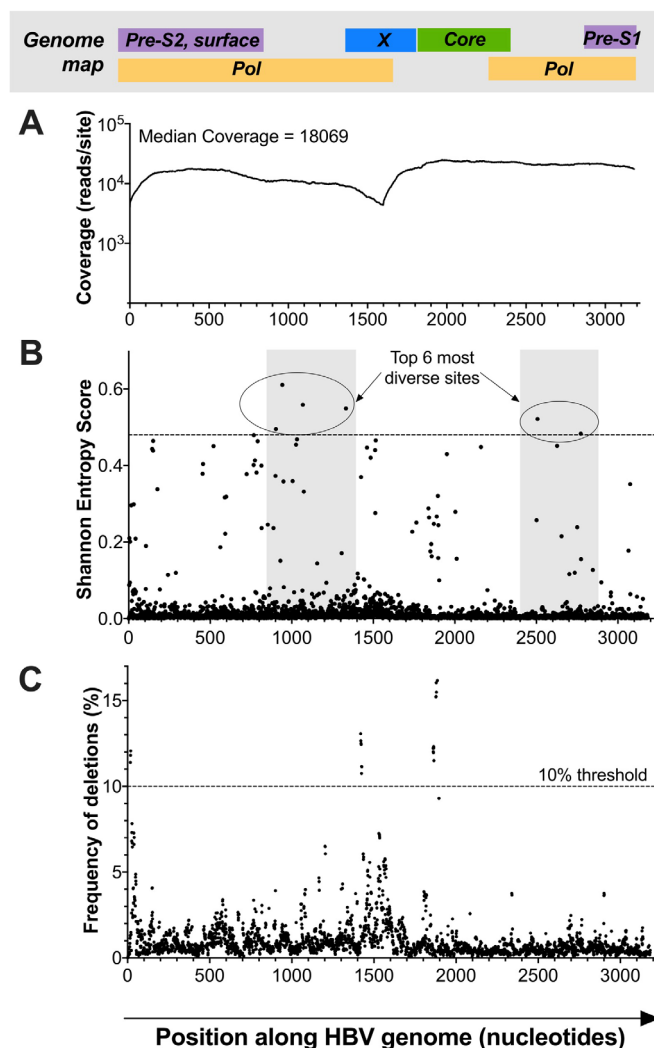 Genome map
Pre-S2, surface
X
Core
Pre-S1
Pol
Pol
A
Median Coverage = 18069
Coverage (reads/site)
10^5
10^4
10^3
0 500 1000 1500 2000 2500 3000
B
Top 6 most
diverse sites
Shannon Entropy Score
0.6
0.4
0.2
0.0
0 500 1000 1500 2000 2500 3000
C
Frequency of deletions (%)
15
10
5
0
10% threshold
0 500 1000 1500 2000 2500 3000
Position along HBV genome (nucleotides)